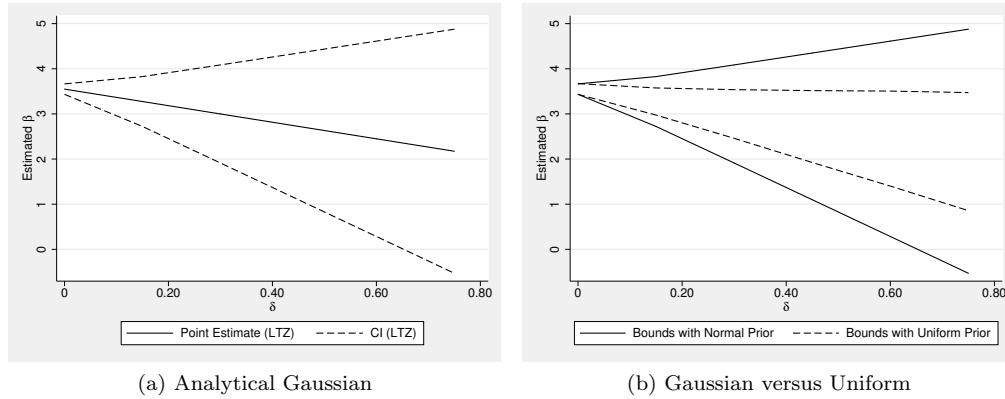 Estimated β
5
4
3
2
1
0
0
0.20
0.40
0.60
0.80
δ
Point Estimate (LTZ)
CI (LTZ)
(a) Analytical Gaussian
Estimated β
5
4
3
2
1
0
0
0.20
0.40
0.60
0.80
δ
Bounds with Normal Prior
Bounds with Uniform Prior
(b) Gaussian versus Uniform